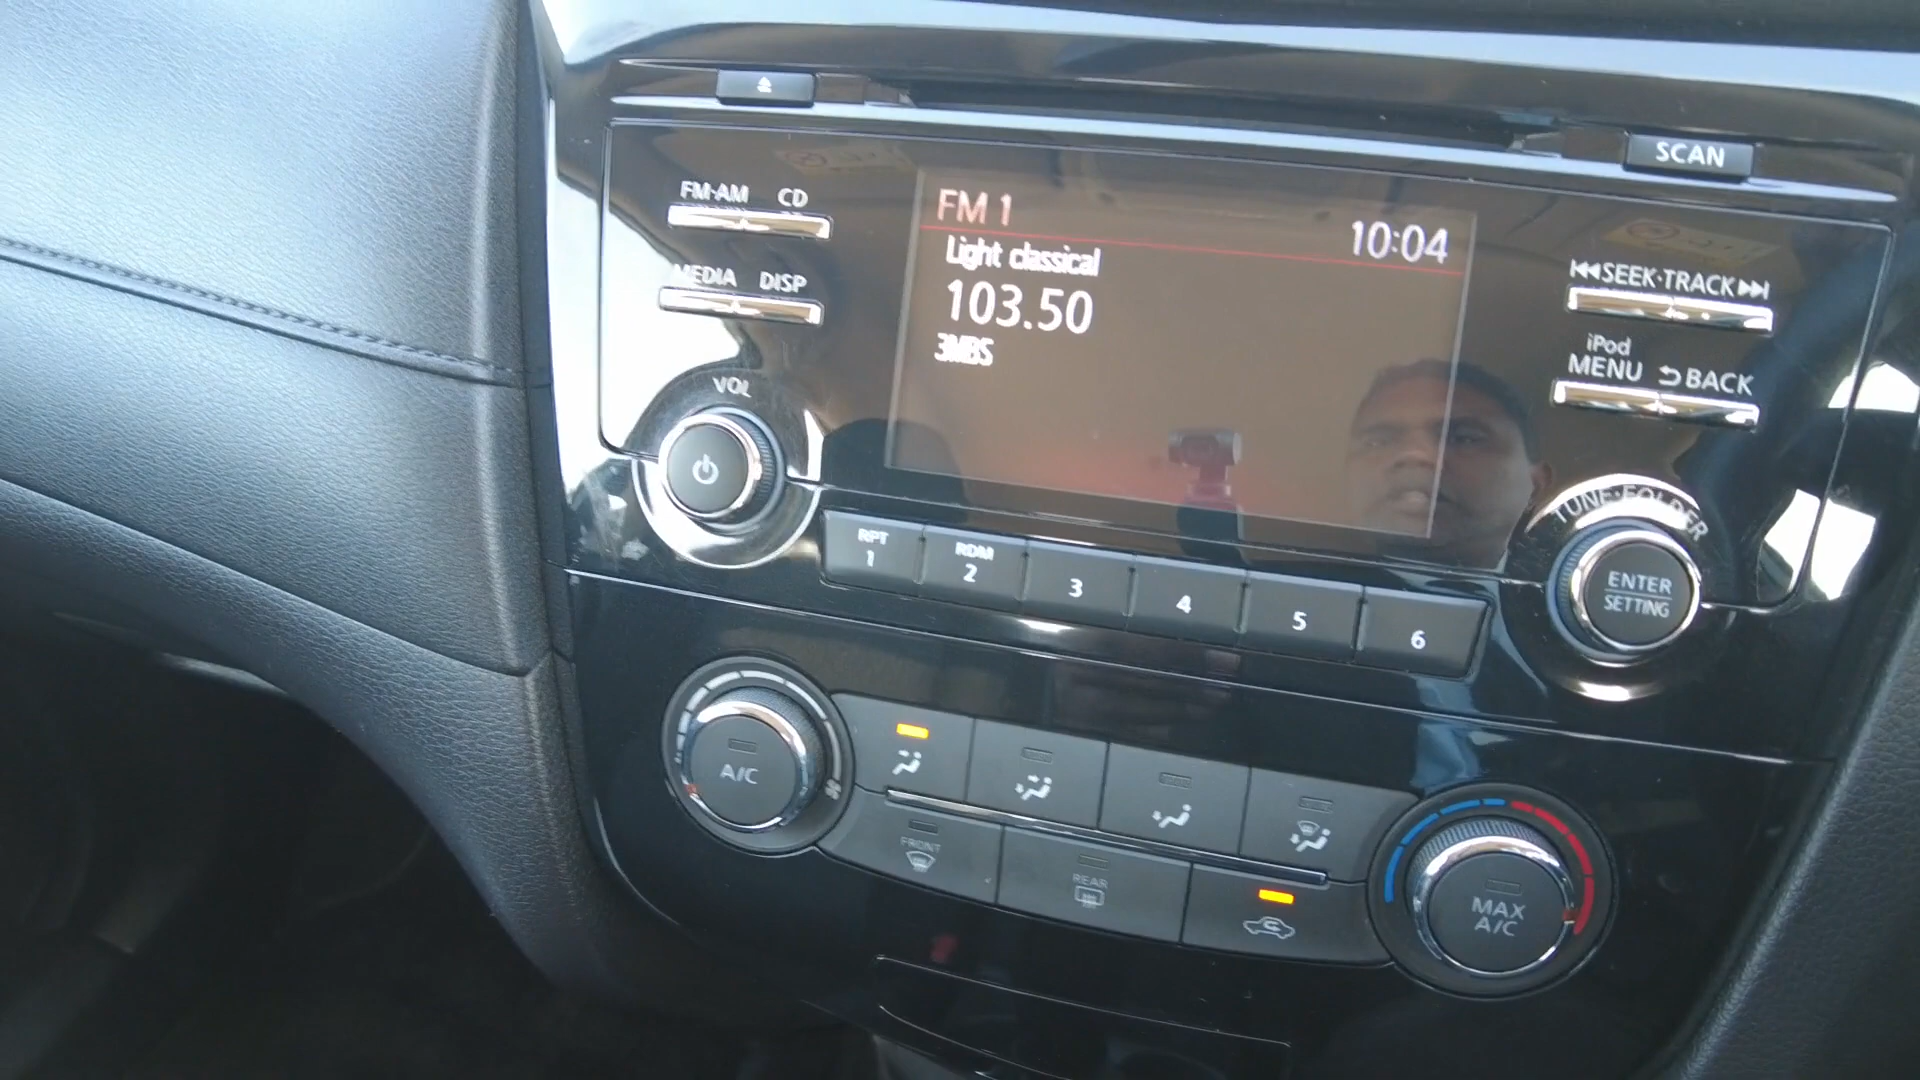 SCAN
FM·AM CD
FM 1
10:04
Light classical
103.50
3MBS
MEDIA DISP
SEEK·TRACK
iPod
MENU BACK
VOL
TUNE·FOLDER
ENTER
SETTING
RPT
1
RDM
2
3
4
5
6
A/C
FRONT
REAR
MAX
A/C